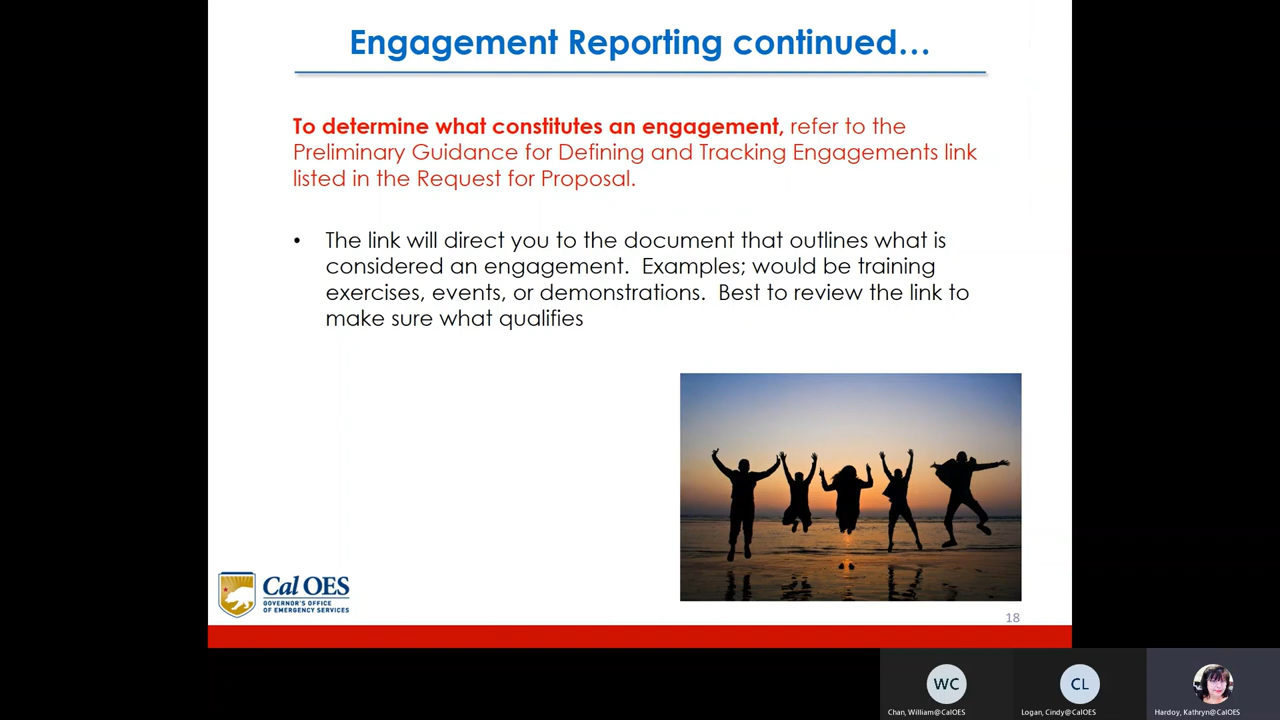 Engagement Reporting continued…
To determine what constitutes an engagement, refer to the
Preliminary Guidance for Defining and Tracking Engagements link
listed in the Request for Proposal.
• The link will direct you to the document that outlines what is
considered an engagement.  Examples; would be training
exercises, events, or demonstrations.  Best to review the link to
make sure what qualifies
Cal OES
GOVERNOR'S OFFICE
OF EMERGENCY SERVICES
18
WC
CL
Chan, William@CalOES
Logan, Cindy@CalOES
Hardoy, Kathryn@CalOES